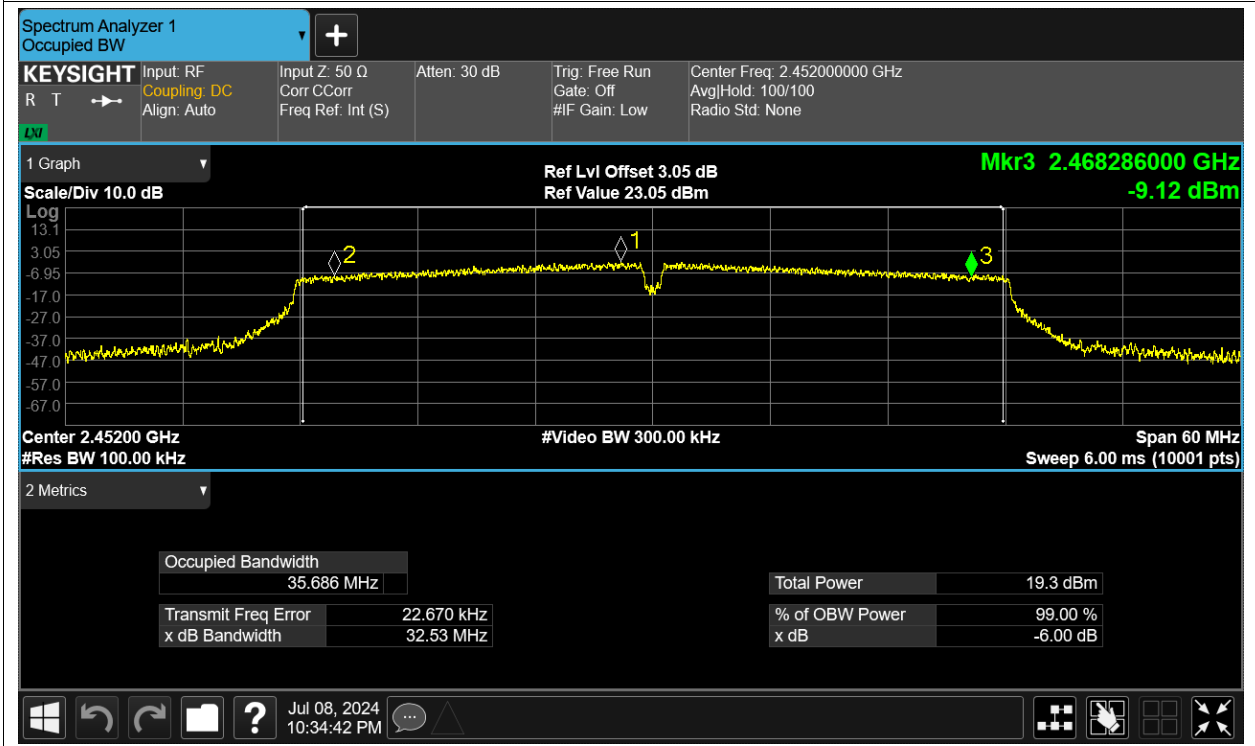 Spectrum Analyzer 1
Occupied BW
KEYSIGHT
R T
LXI
Input: RF
Coupling: DC
Align: Auto
Input Z: 50 Ω
Corr CCorr
Freq Ref: Int (S)
Atten: 30 dB
Trig: Free Run
Gate: Off
#IF Gain: Low
Center Freq: 2.452000000 GHz
Avg|Hold: 100/100
Radio Std: None
1 Graph
Scale/Div 10.0 dB
Ref Lvl Offset 3.05 dB
Ref Value 23.05 dBm
Mkr3 2.468286000 GHz
-9.12 dBm
Log
13.1
3.05
-6.95
-17.0
-27.0
-37.0
-47.0
-57.0
-67.0
2
1
3
Center 2.45200 GHz
#Res BW 100.00 kHz
#Video BW 300.00 kHz
Span 60 MHz
Sweep 6.00 ms (10001 pts)
2 Metrics
Occupied Bandwidth
35.686 MHz
Transmit Freq Error 22.670 kHz
x dB Bandwidth 32.53 MHz
Total Power 19.3 dBm
% of OBW Power 99.00 %
x dB -6.00 dB
?
Jul 08, 2024
10:34:42 PM